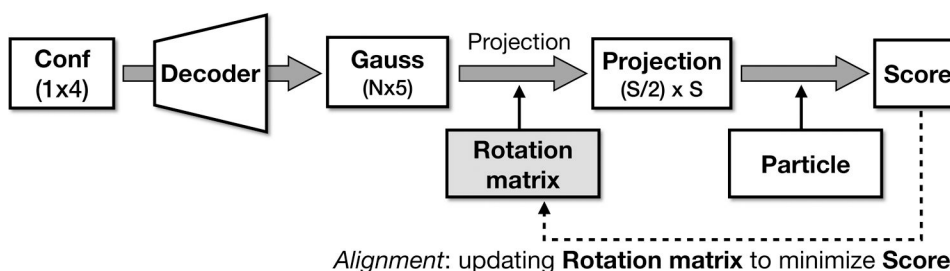 Conf
(1x4)
Decoder
Gauss
(Nx5)
Projection
Projection
(S/2) x S
Score
Rotation
matrix
Particle
Alignment: updating Rotation matrix to minimize Score